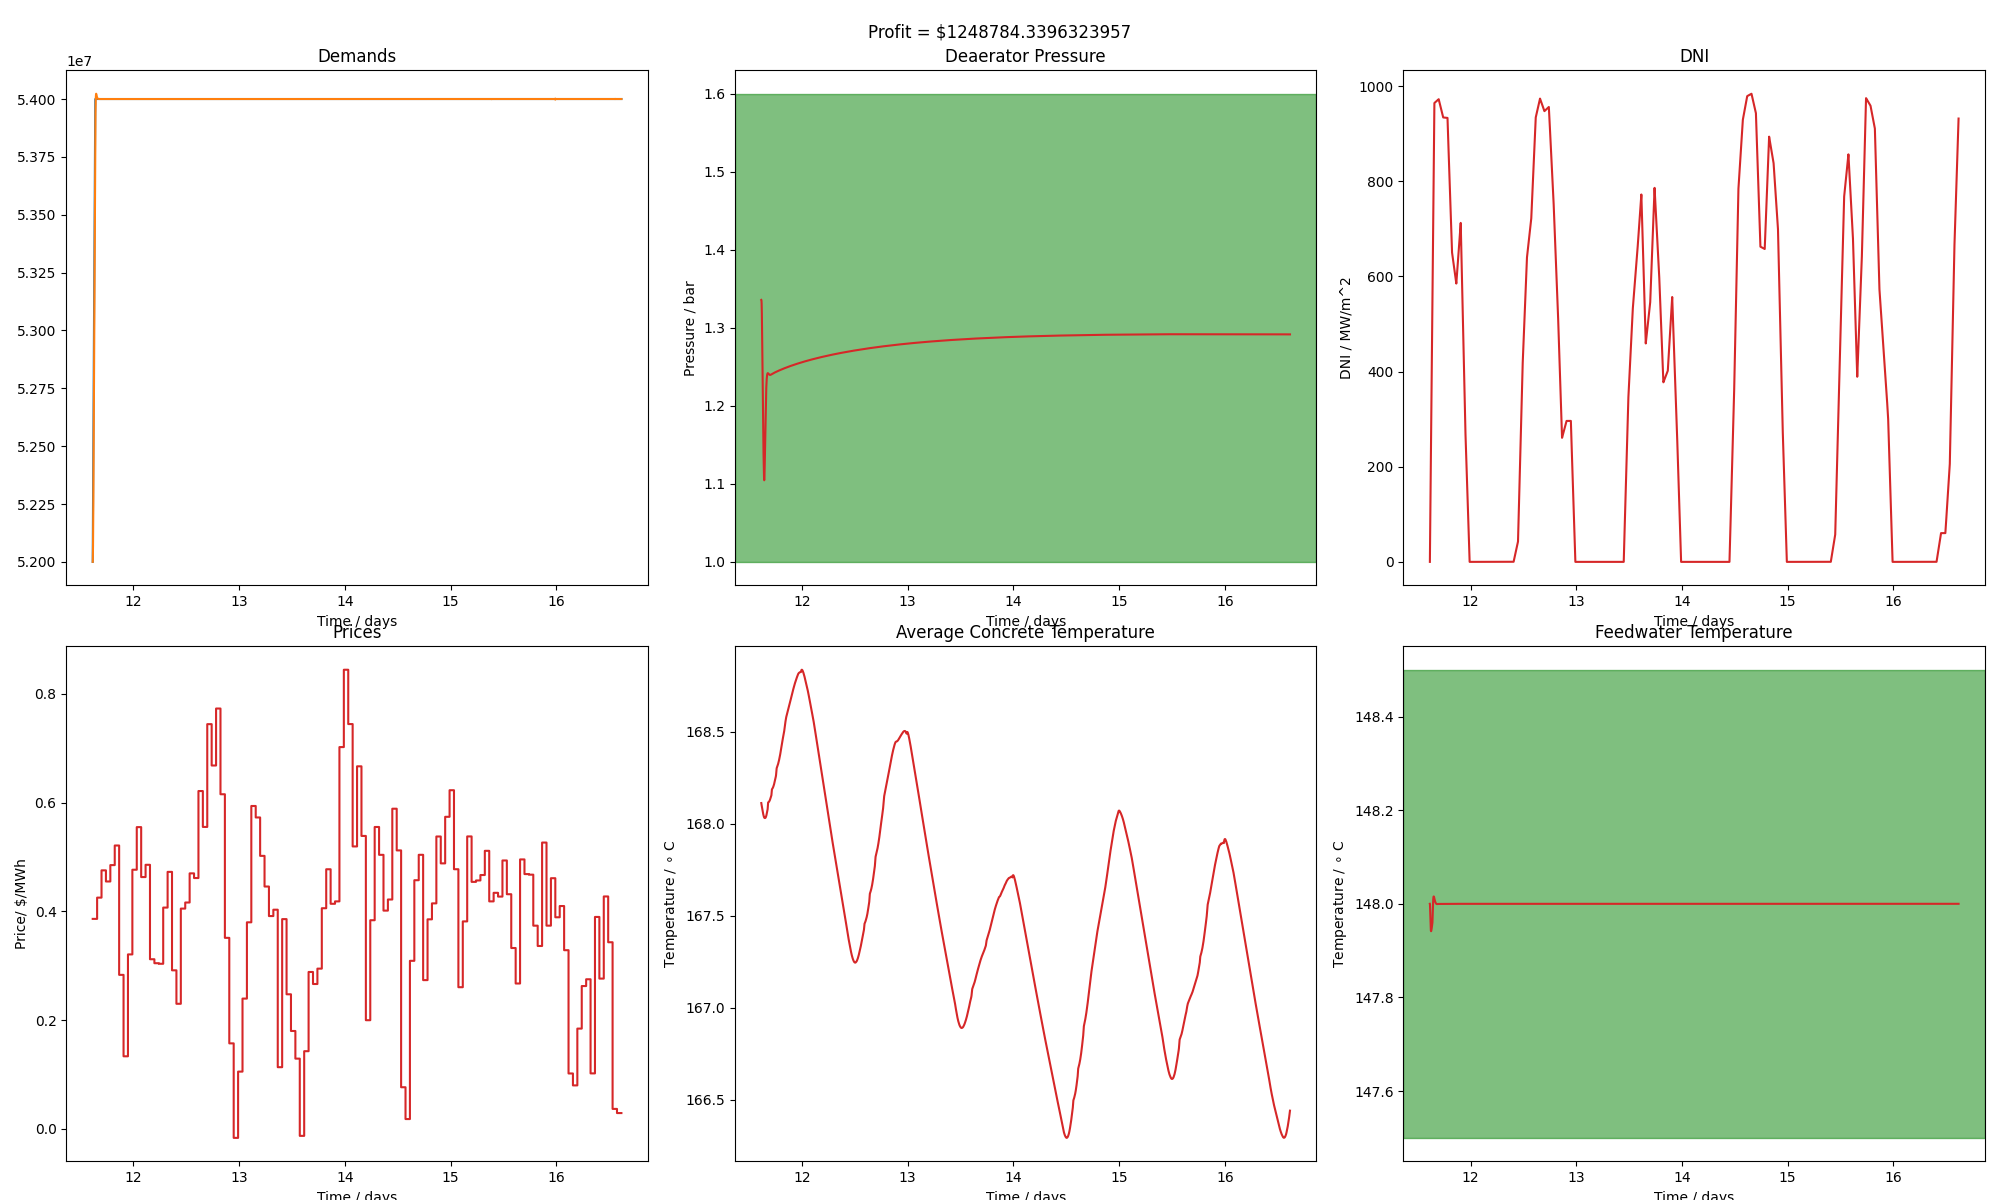 Profit = $1248784.3396323957
Demands
1e7
5.400
5.375
5.350
5.325
5.300
5.275
5.250
5.225
5.200
12 13 14 15 16
Time / days
Deaerator Pressure
Pressure / bar
1.6
1.5
1.4
1.3
1.2
1.1
1.0
12 13 14 15 16
Time / days
DNI
DNI / MW/m^2
1000
800
600
400
200
0
12 13 14 15 16
Time / days
Prices
Price/ $/MWh
0.8
0.6
0.4
0.2
0.0
12 13 14 15 16
Time / days
Average Concrete Temperature
Temperature / ∘ C
168.5
168.0
167.5
167.0
166.5
12 13 14 15 16
Time / days
Feedwater Temperature
Temperature / ∘ C
148.4
148.2
148.0
147.8
147.6
12 13 14 15 16
Time / days